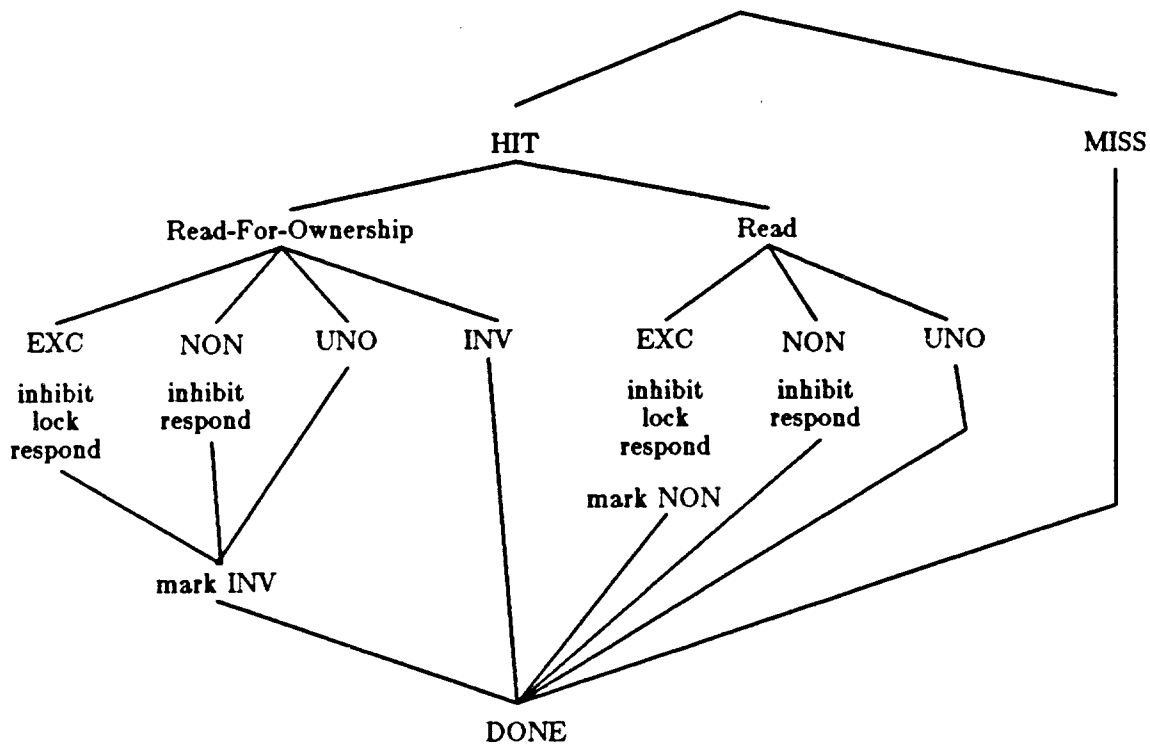 HIT
MISS
Read-For-Ownership
Read
EXC
NON
UNO
INV
EXC
NON
UNO
inhibit
lock
respond
inhibit
respond
inhibit
lock
respond
inhibit
respond
mark NON
mark INV
DONE